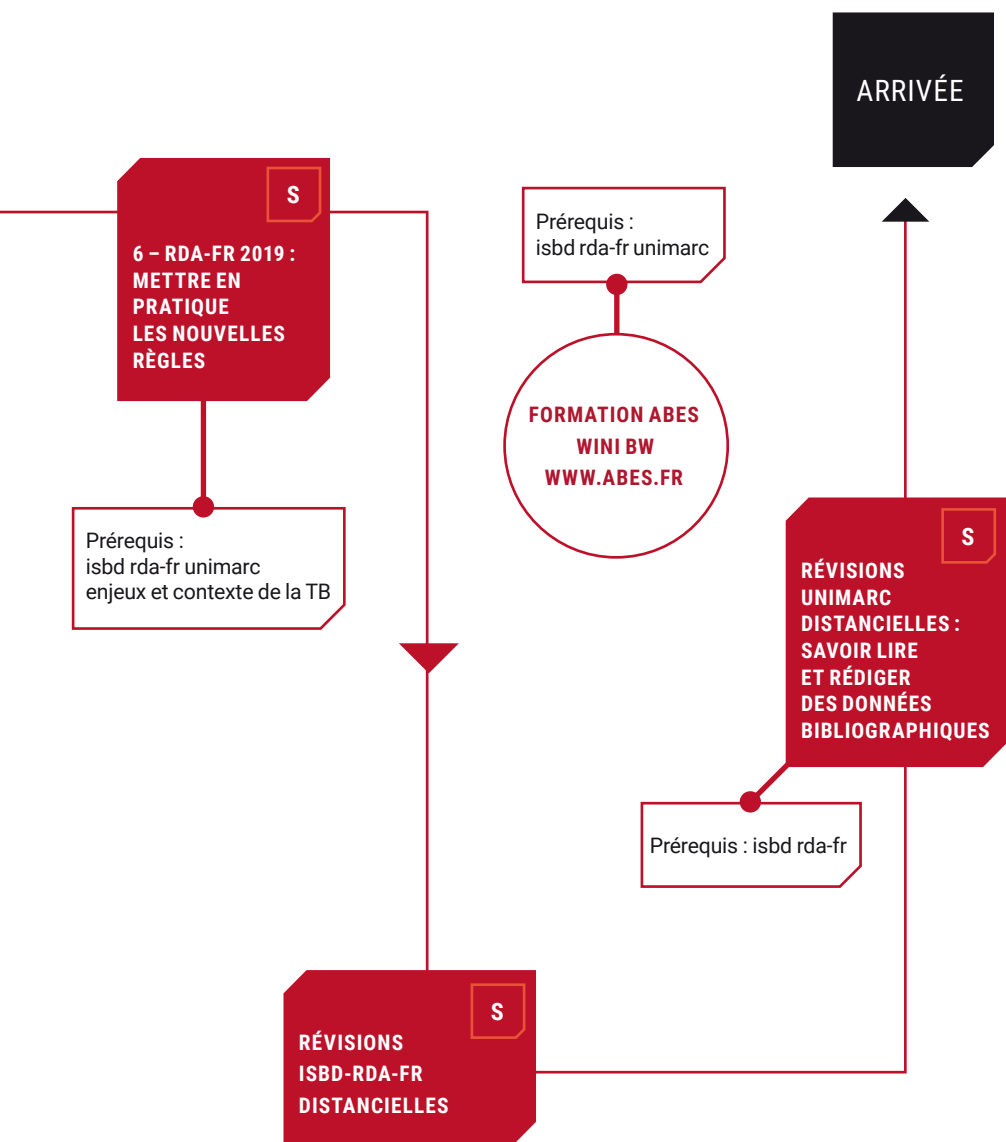 ARRIVÉE
S
6 – RDA-FR 2019 :
METTRE EN
PRATIQUE
LES NOUVELLES
RÈGLES
Prérequis :
isbd rda-fr unimarc
enjeux et contexte de la TB
Prérequis :
isbd rda-fr unimarc
FORMATION ABES
WINI BW
WWW.ABES.FR
S
RÉVISIONS
UNIMARC
DISTANCIELLES :
SAVOIR LIRE
ET RÉDIGER
DES DONNÉES
BIBLIOGRAPHIQUES
Prérequis : isbd rda-fr
S
RÉVISIONS
ISBD-RDA-FR
DISTANCIELLES